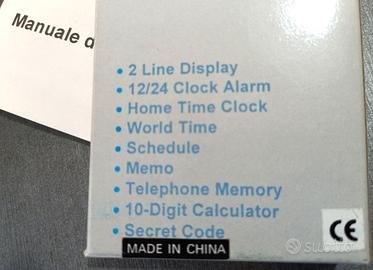 Manuale d
• 2 Line Display
• 12/24 Clock Alarm
• Home Time Clock
• World Time
• Schedule
• Memo
• Telephone Memory
• 10-Digit Calculator
• Secret Code
MADE IN CHINA
CE
subito